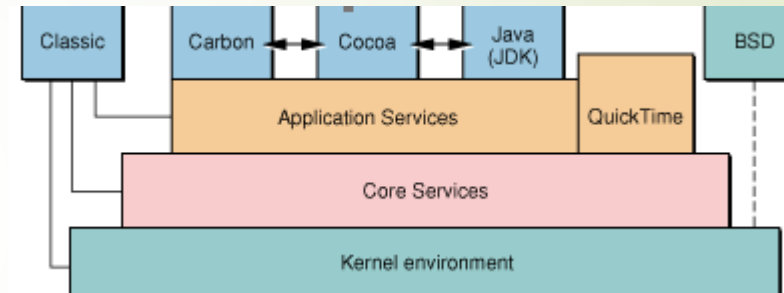 Classic
Carbon
Cocoa
Java
(JDK)
BSD
Application Services
QuickTime
Core Services
Kernel environment